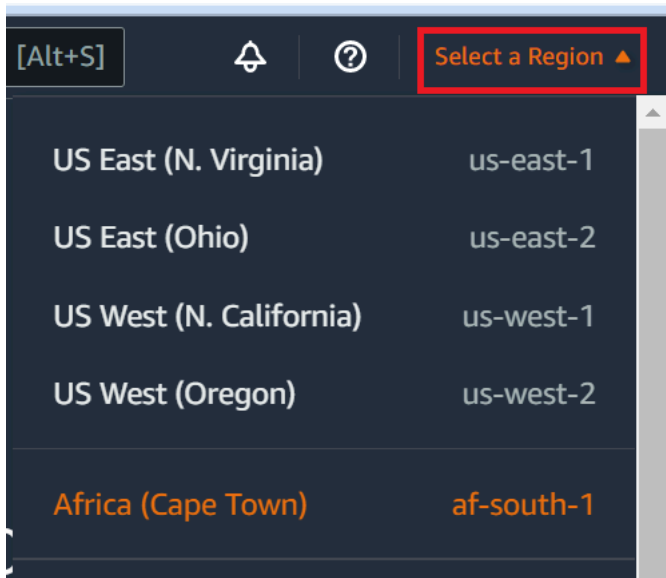 [Alt+S] Select a Region
US East (N. Virginia) us-east-1
US East (Ohio) us-east-2
US West (N. California) us-west-1
US West (Oregon) us-west-2
Africa (Cape Town) af-south-1